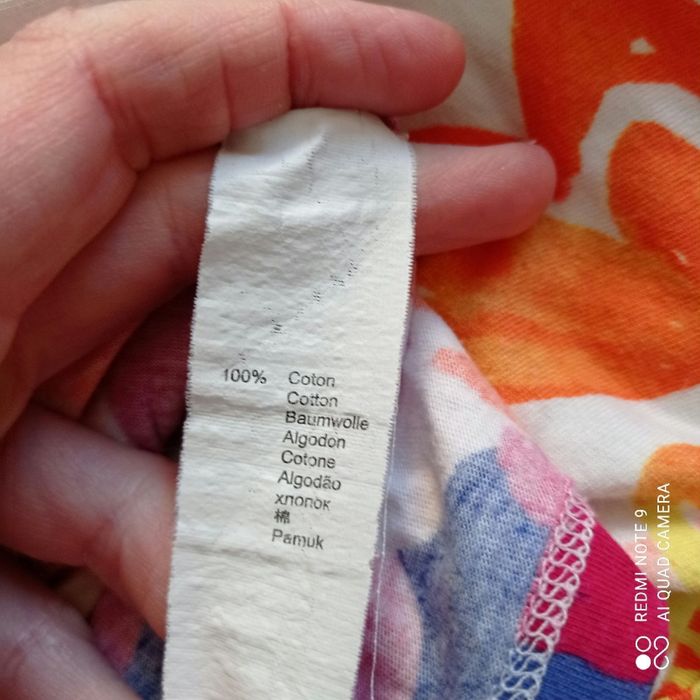 100% Coton
Cotton
Baumwolle
Algodon
Cotone
Algodão
хлопок
棉
Pamuk
REDMI NOTE 9
AI QUAD CAMERA